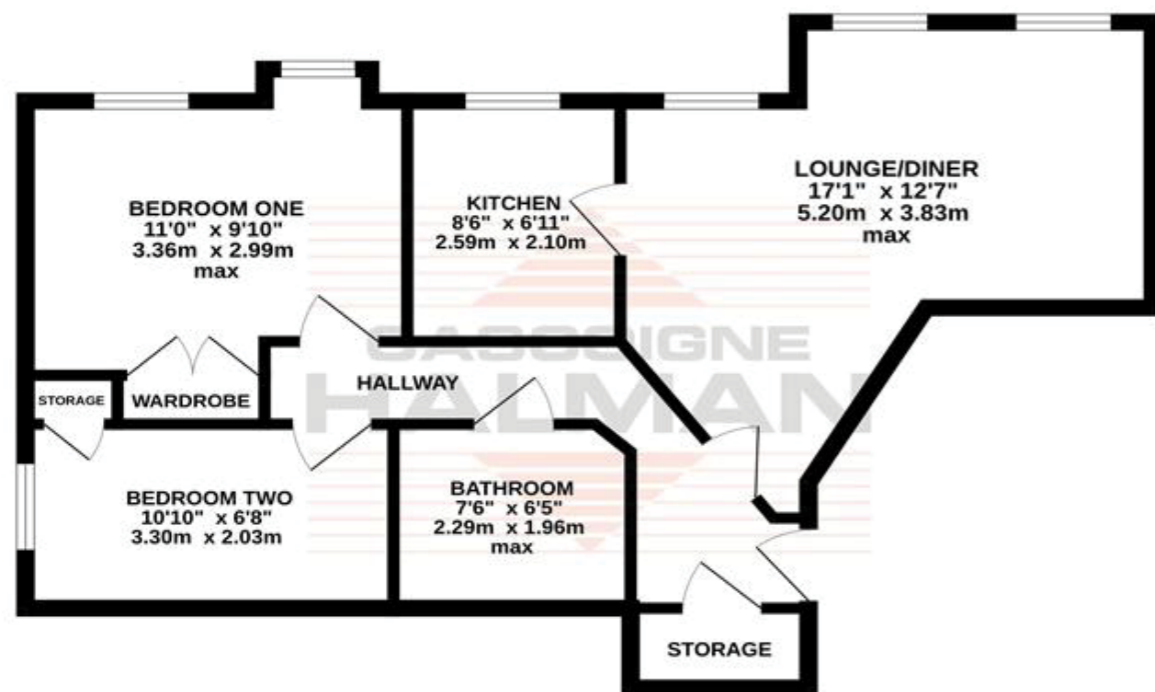 LOUNGE/DINER
17'1" x 12'7"
5.20m x 3.83m
max
BEDROOM ONE
11'0" x 9'10"
3.36m x 2.99m
max
KITCHEN
8'6" x 6'11"
2.59m x 2.10m
GASCOIGNE
HALMAN
HALLWAY
STORAGE
WARDROBE
BEDROOM TWO
10'10" x 6'8"
3.30m x 2.03m
BATHROOM
7'6" x 6'5"
2.29m x 1.96m
max
STORAGE